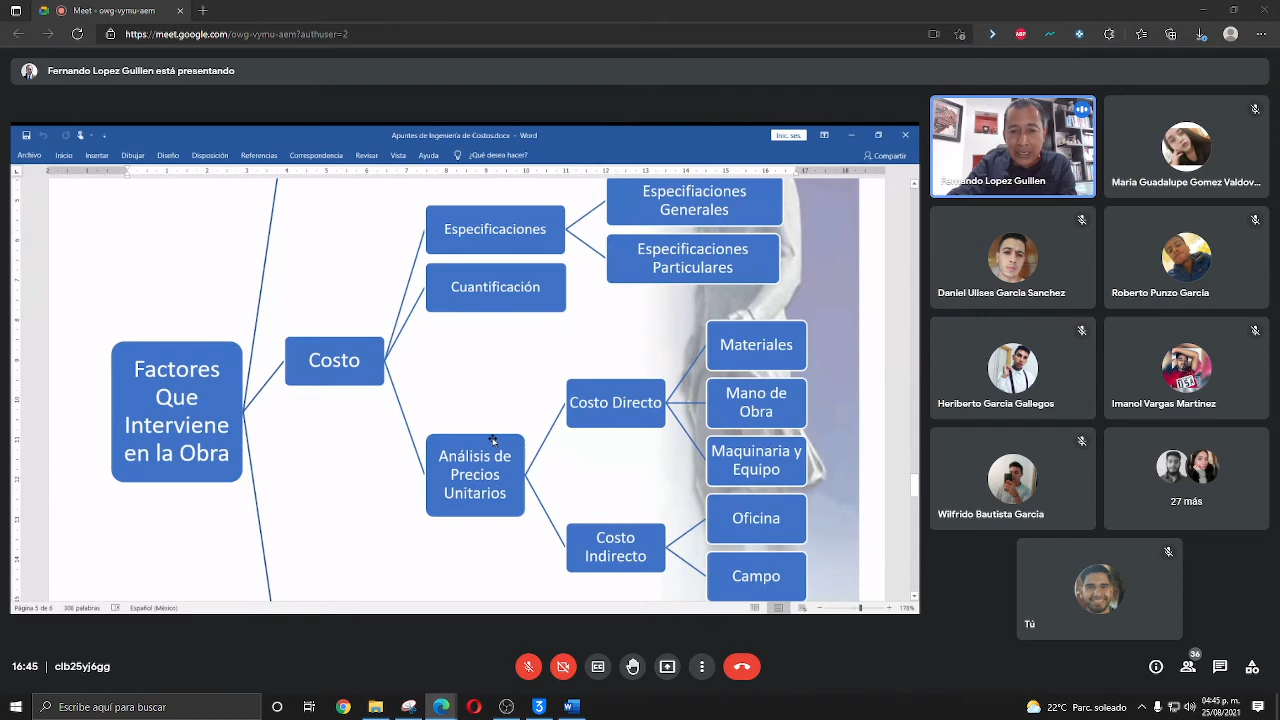 Meet - owg-vymu-aem
https://meet.google.com/owg-vymu-aem?authuser=2
Fernando Lopez Guillen está presentando
Apuntes de Ingeniería de Costos.docx - Word
Inic. ses.
Archivo
Inicio
Insertar
Dibujar
Diseño
Disposición
Referencias
Correspondencia
Revisar
Vista
Ayuda
¿Qué desea hacer?
Compartir
Especifiaciones
Generales
Especificaciones
Especificaciones
Particulares
Cuantificación
Factores
Que
Interviene
en la Obra
Costo
Análisis de
Precios
Unitarios
Costo Directo
Materiales
Mano de
Obra
Maquinaria y
Equipo
Costo
Indirecto
Oficina
Campo
Página 5 de 6
306 palabras
Español (México)
178%
Fernando Lopez Guillen
Maria Guadalupe Gomez Valdov...
Daniel Ulises Garcia Sanchez
Roberto Punzo Garcia
Heriberto Garcia Gallegos
Imanol Vargas Martinez
Wilfrido Bautista Garcia
27 más
Tú
16:45
clb25yj6gg
36
Escribe aquí para buscar
22°C Parc. soleado
04:45 p. m.
25/08/2021